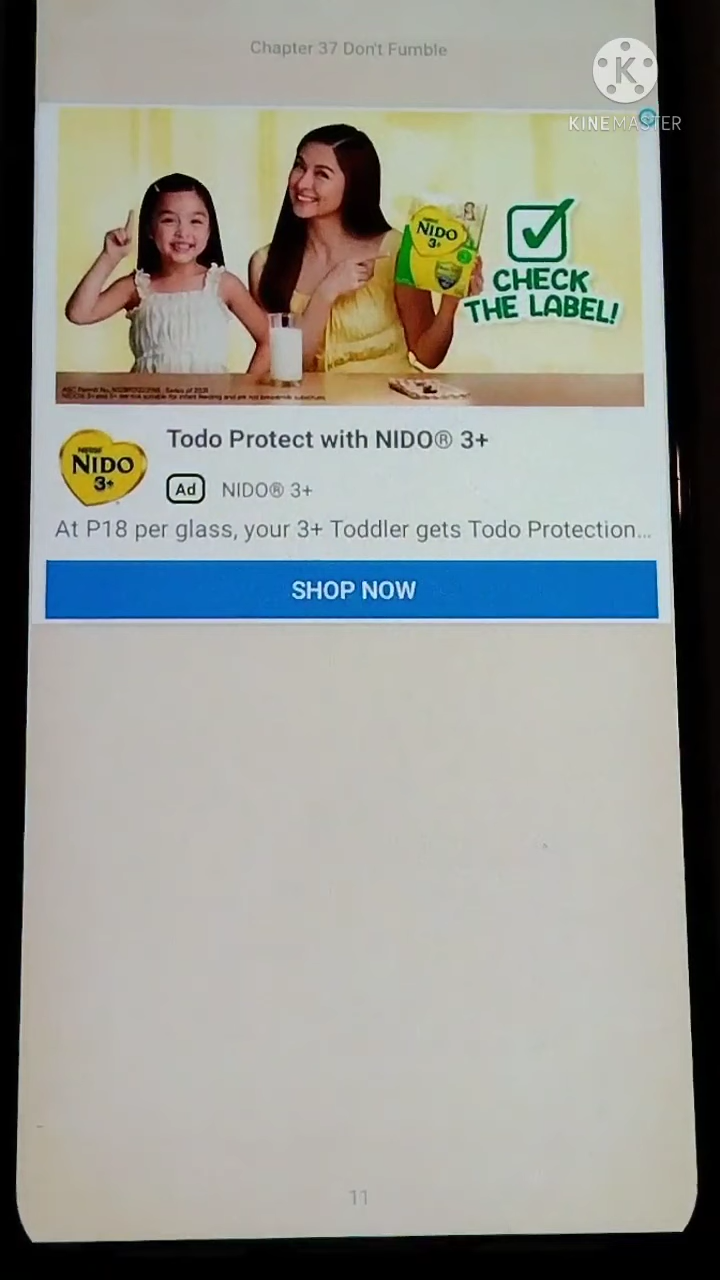 Chapter 37 Don't Fumble
KINEMASTER
NESTLÉ
NIDO
3+
CHECK
THE LABEL!
NIDO
3+
Todo Protect with NIDO® 3+
Ad NIDO® 3+
At P18 per glass, your 3+ Toddler gets Todo Protection...
SHOP NOW
11